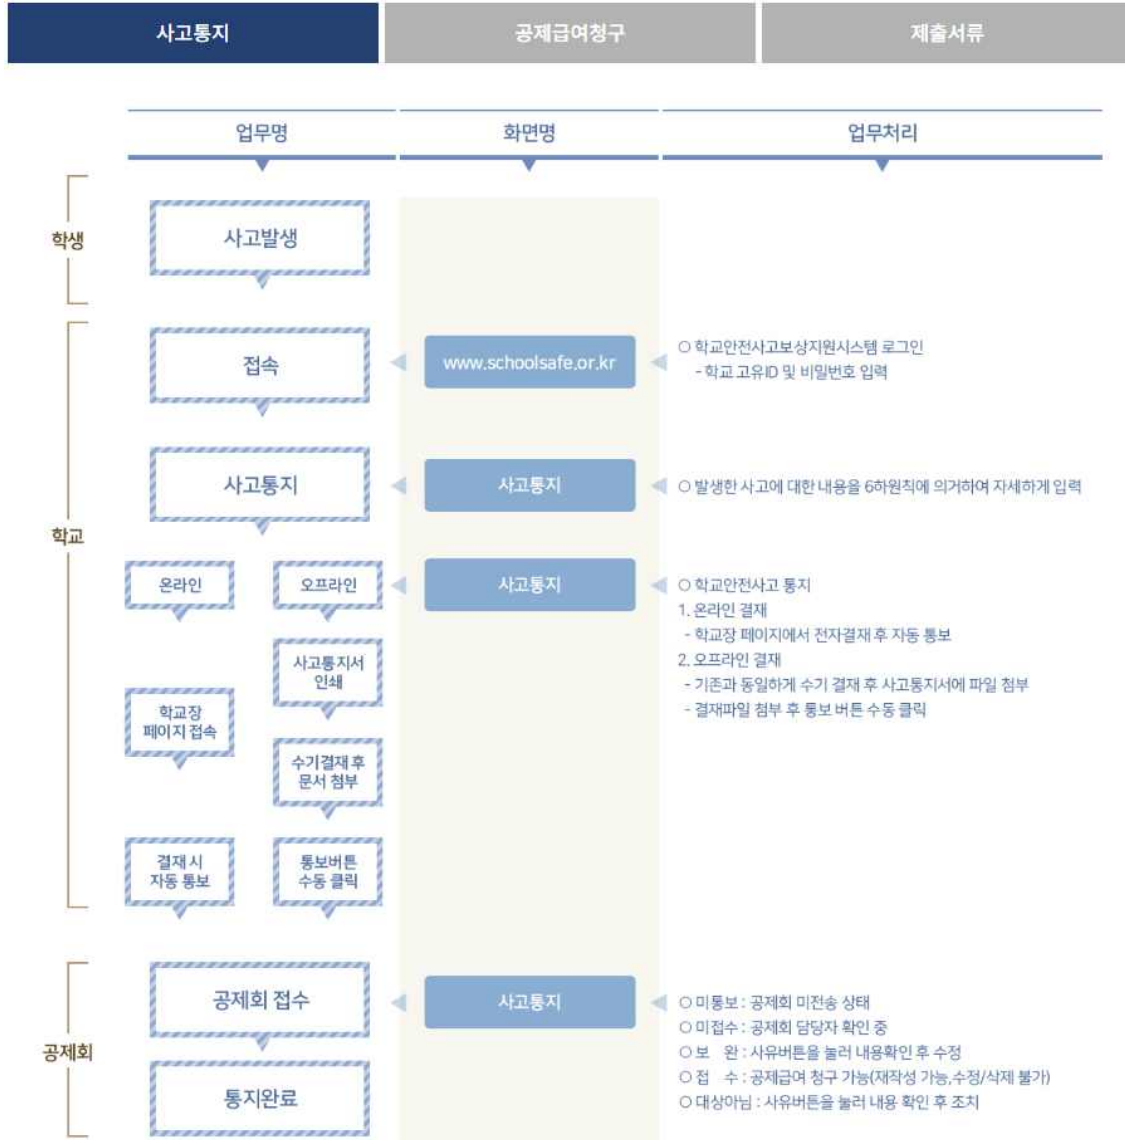 사고통지
공제급여청구
제출서류
업무명
화면명
업무처리
학생
사고발생
학교
접속
www.schoolsafe.or.kr
○ 학교안전사고보상지원시스템 로그인
- 학교 고유ID 및 비밀번호 입력
사고통지
사고통지
○ 발생한 사고에 대한 내용을 6하원칙에 의거하여 자세하게 입력
온라인
오프라인
사고통지
○ 학교안전사고 통지
1. 온라인 결재
- 학교장 페이지에서 전자결재 후 자동 통보
2. 오프라인 결재
- 기존과 동일하게 수기 결재 후 사고통지서에 파일 첨부
- 결재파일 첨부 후 통보 버튼 수동 클릭
사고통지서
인쇄
학교장
페이지 접속
수기결재 후
문서 첨부
결재 시
자동 통보
통보버튼
수동 클릭
공제회
공제회 접수
사고통지
○ 미통보 : 공제회 미전송 상태
○ 미접수 : 공제회 담당자 확인 중
○ 보 완 : 사유버튼을 눌러 내용확인 후 수정
○ 접 수 : 공제급여 청구 가능(재작성 가능,수정/삭제 불가)
○ 대상아님 : 사유버튼을 눌러 내용 확인 후 조치
통지완료